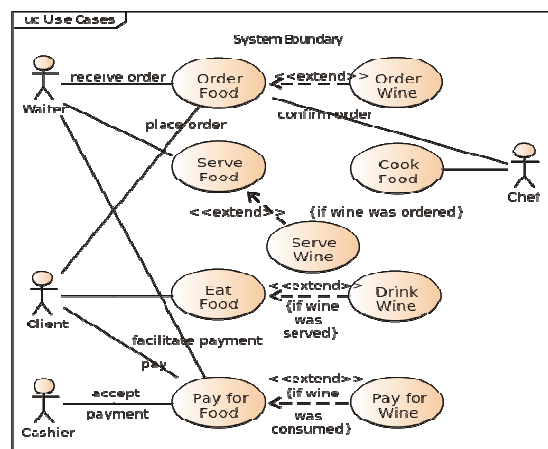 uc Use Cases
System Boundary
receive order
Order
Food
<<extend>>
Order
Wine
Waiter
place order
confirm order
Serve
Food
Cook
Food
Chef
<<extend>>
{if wine was ordered}
Serve
Wine
Eat
Food
<<extend>>
{if wine
was
served}
Drink
Wine
Client
facilitate payment
pay
accept
payment
Pay for
Food
<<extend>>
{if wine
was
consumed}
Pay for
Wine
Cashier